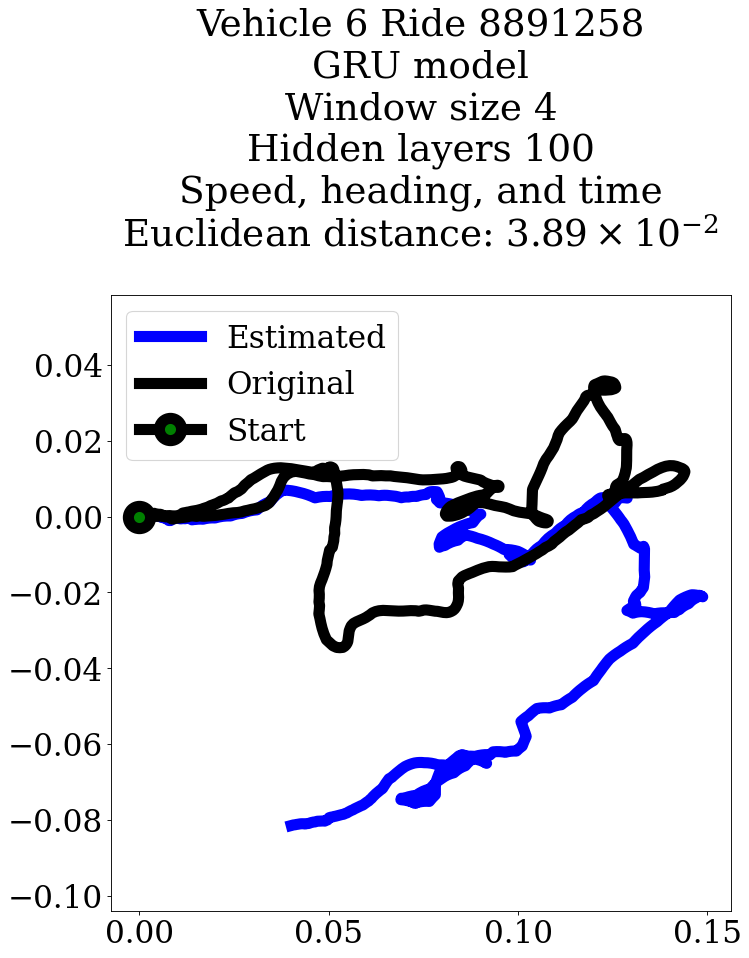 Vehicle 6 Ride 8891258
GRU model
Window size 4
Hidden layers 100
Speed, heading, and time
Euclidean distance: 3.89 × 10⁻²
Estimated
Original
Start
0.04
0.02
0.00
−0.02
−0.04
−0.06
−0.08
−0.10
0.00 0.05 0.10 0.15